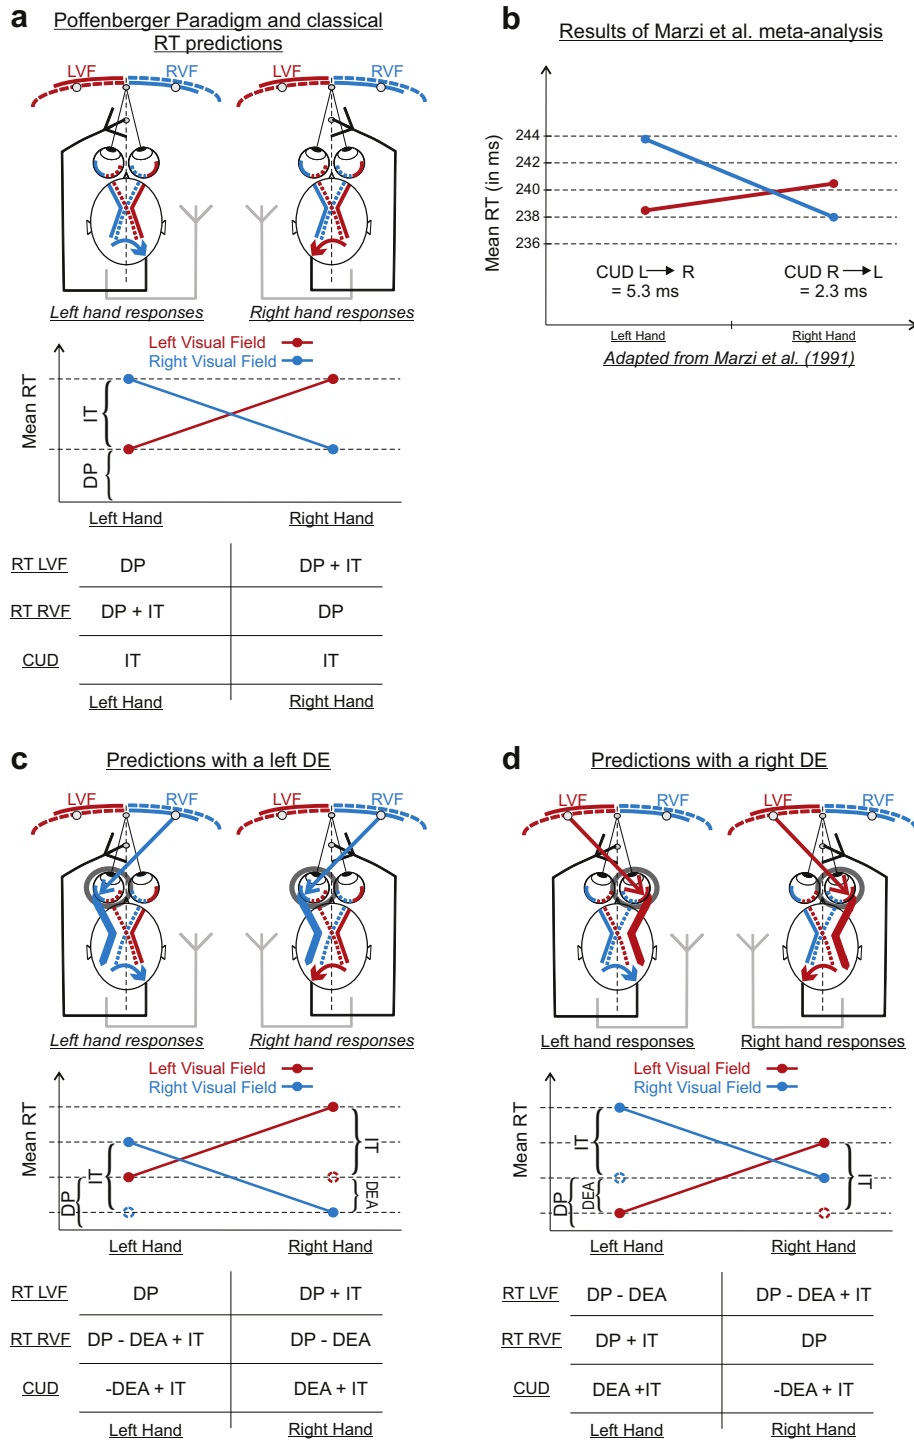 a
Poffenberger Paradigm and classical
RT predictions
LVF RVF LVF RVF
Left hand responses Right hand responses
Left Visual Field
Right Visual Field
Mean RT
IT
DP
Left Hand Right Hand
RT LVF DP DP + IT
RT RVF DP + IT DP
CUD IT IT
Left Hand Right Hand
b
Results of Marzi et al. meta-analysis
Mean RT (in ms)
244
242
240
238
236
CUD L R CUD R L
= 5.3 ms = 2.3 ms
Left Hand Right Hand
Adapted from Marzi et al. (1991)
c
Predictions with a left DE
LVF RVF LVF RVF
Left hand responses Right hand responses
Left Visual Field
Right Visual Field
Mean RT
IT
IT
DP
DEA
Left Hand Right Hand
RT LVF DP DP + IT
RT RVF DP - DEA + IT DP - DEA
CUD -DEA + IT DEA + IT
Left Hand Right Hand
d
Predictions with a right DE
LVF RVF LVF RVF
Left hand responses Right hand responses
Left Visual Field
Right Visual Field
Mean RT
IT
IT
DP
DEA
Left Hand Right Hand
RT LVF DP - DEA DP - DEA + IT
RT RVF DP + IT DP
CUD DEA +IT -DEA + IT
Left Hand Right Hand